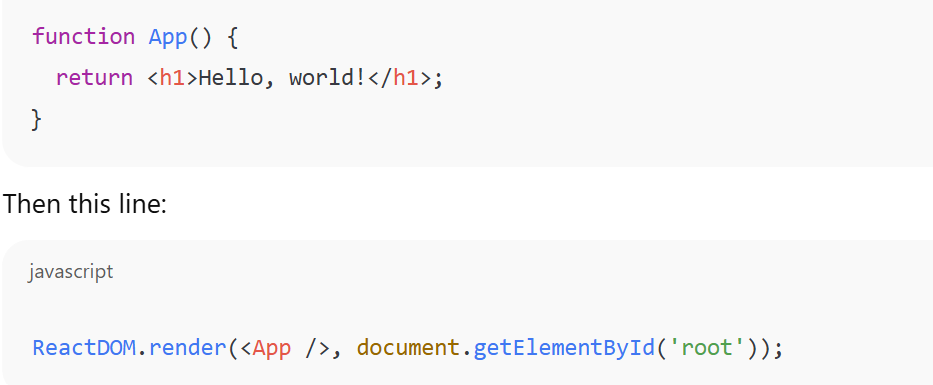 function App() {
  return <h1>Hello, world!</h1>;
}
Then this line:
javascript
ReactDOM.render(<App />, document.getElementById('root'));